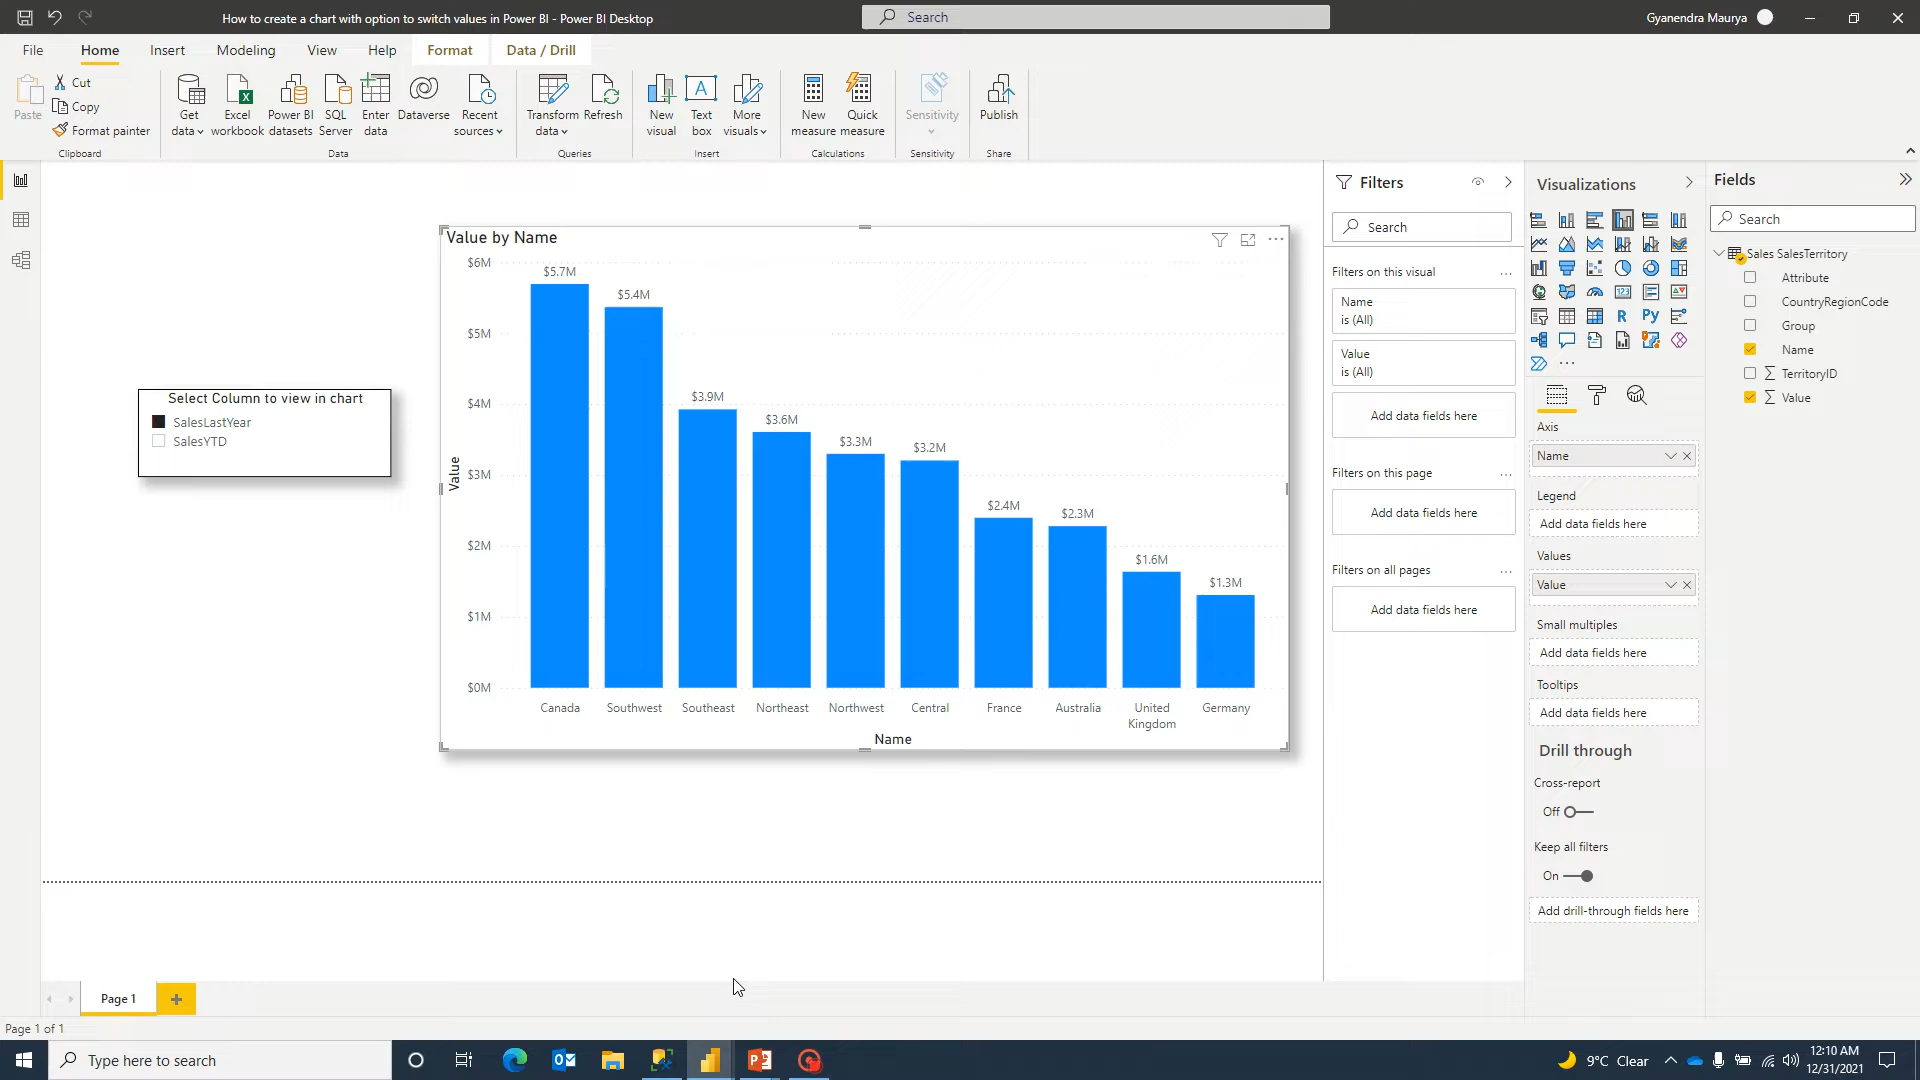 How to create a chart with option to switch values in Power BI - Power BI Desktop
Search
Gyanendra Maurya
File
Home
Insert
Modeling
View
Help
Format
Data / Drill
Paste
Cut
Copy
Format painter
Clipboard
Get data
Excel workbook
Power BI datasets
SQL Server
Enter data
Dataverse
Recent sources
Data
Transform data
Refresh
Queries
New visual
Text box
More visuals
Insert
New measure
Quick measure
Calculations
Sensitivity
Sensitivity
Publish
Share
Select Column to view in chart
SalesLastYear
SalesYTD
Value by Name
$6M
$5M
$4M
$3M
$2M
$1M
$0M
Value
$5.7M
$5.4M
$3.9M
$3.6M
$3.3M
$3.2M
$2.4M
$2.3M
$1.6M
$1.3M
Canada
Southwest
Southeast
Northeast
Northwest
Central
France
Australia
United
Kingdom
Germany
Name
Filters
Search
Filters on this visual
Name
is (All)
Value
is (All)
Add data fields here
Filters on this page
Add data fields here
Filters on all pages
Add data fields here
Visualizations
123
R
Py
Axis
Name
Legend
Add data fields here
Values
Value
Small multiples
Add data fields here
Tooltips
Add data fields here
Drill through
Cross-report
Off
Keep all filters
On
Add drill-through fields here
Fields
Search
Sales SalesTerritory
Attribute
CountryRegionCode
Group
Name
TerritoryID
Value
Page 1
Page 1 of 1
Type here to search
9°C Clear
12:10 AM
12/31/2021